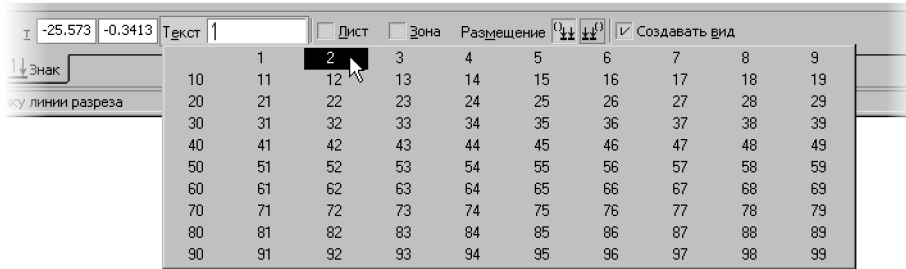 т -25.573 -0.3413 Текст 1 Лист Зона Размещение Создавать вид
1 Знак
чку линии разреза
1 2 3 4 5 6 7 8 9
10 11 12 13 14 15 16 17 18 19
20 21 22 23 24 25 26 27 28 29
30 31 32 33 34 35 36 37 38 39
40 41 42 43 44 45 46 47 48 49
50 51 52 53 54 55 56 57 58 59
60 61 62 63 64 65 66 67 68 69
70 71 72 73 74 75 76 77 78 79
80 81 82 83 84 85 86 87 88 89
90 91 92 93 94 95 96 97 98 99